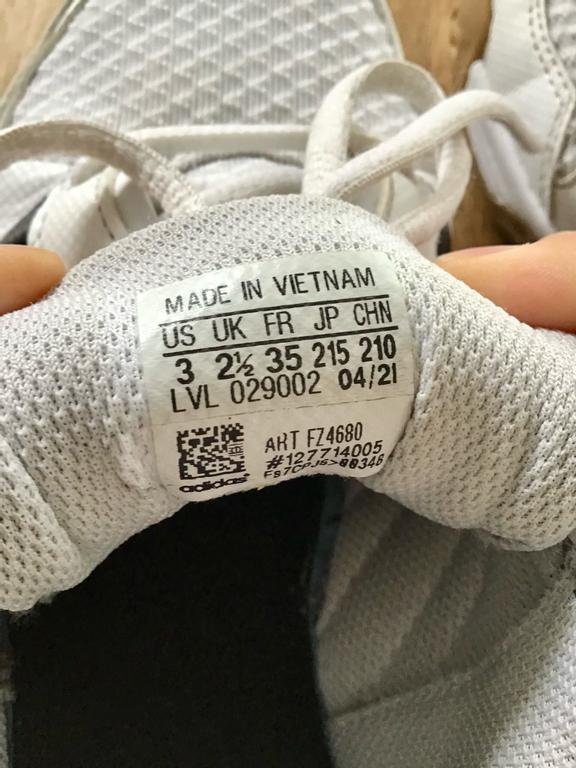 MADE IN VIETNAM
US UK FR JP CHN
3 2½ 35 215 210
LVL 029002 04/21
ART FZ4680
#127714005
adidas